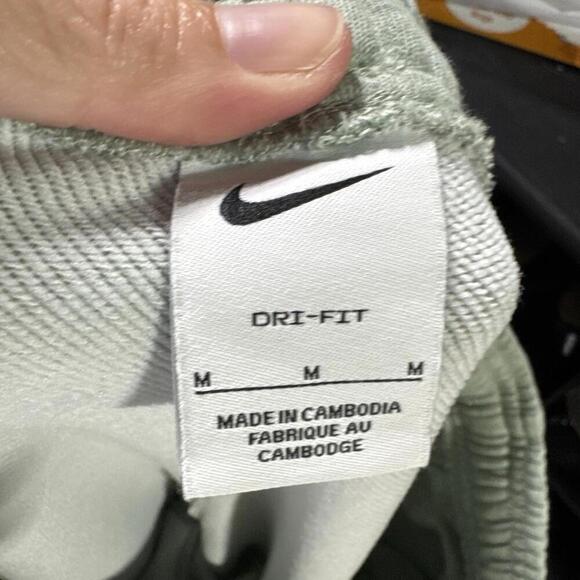 DRI-FIT
M M M
MADE IN CAMBODIA
FABRIQUE AU
CAMBODGE